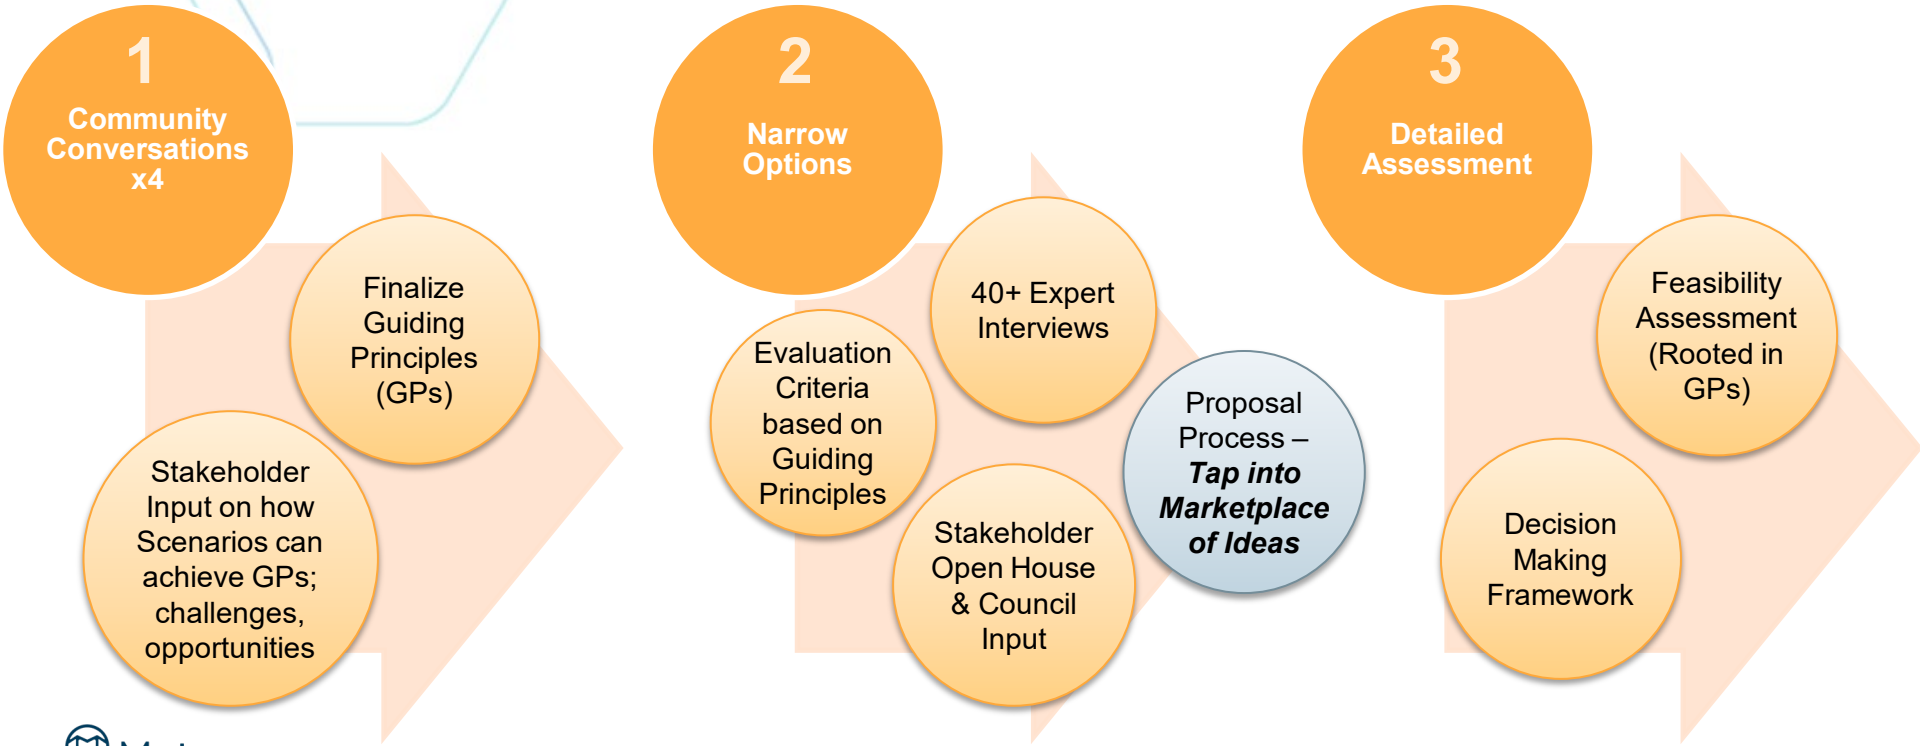 1
Community
Conversations
x4
Finalize
Guiding
Principles
(GPs)
Stakeholder
Input on how
Scenarios can
achieve GPs;
challenges,
opportunities
2
Narrow
Options
40+ Expert
Interviews
Evaluation
Criteria
based on
Guiding
Principles
Stakeholder
Open House
& Council
Input
Proposal
Process –
Tap into
Marketplace
of Ideas
3
Detailed
Assessment
Feasibility
Assessment
(Rooted in
GPs)
Decision
Making
Framework